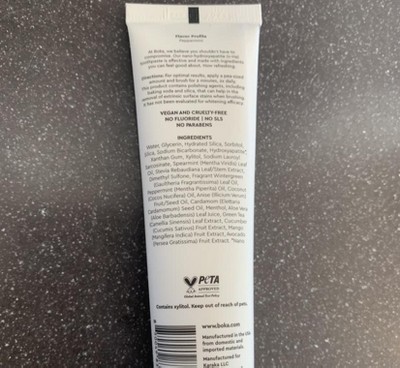 Flavor Profile
Peppermint
At Boka, we believe you shouldn't have to
compromise. Our nano-hydroxyapatite
toothpaste is effective and made with ingredients
you can feel good about. How refreshing.
Directions: For optimal results, apply a pea-sized
amount and brush for 2 minutes, 2x daily.
This product contains polishing agents, including
baking soda and silica, that can help in the
removal of extrinsic surface stains when brushing.
It has not been evaluated for whitening efficacy.
VEGAN AND CRUELTY-FREE
NO FLUORIDE | NO SLS
NO PARABENS
INGREDIENTS
Water, Glycerin, Hydrated Silica, Sorbitol,
Silica, Sodium Bicarbonate, Hydroxyapatite*,
Xanthan Gum, Xylitol, Sodium Lauroyl
Sarcosinate, Spearmint (Mentha Viridis) Leaf
Oil, Stevia Rebaudiana Leaf/Stem Extract,
Dimethyl Sulfone, Fragrant Wintergreen
(Gaultheria Fragrantissima) Leaf Oil,
Peppermint (Mentha Piperita) Oil, Coconut
(Cocos Nucifera) Oil, Anise (Illicium Verum)
Fruit/Seed Oil, Cardamom (Elettaria
Cardamomum) Seed Oil, Menthol, Aloe Vera
(Aloe Barbadensis) Leaf Juice, Green Tea
(Camellia Sinensis) Leaf Extract, Cucumber
(Cucumis Sativus) Fruit Extract, Mango
(Mangifera Indica) Fruit Extract, Avocado
(Persea Gratissima) Fruit Extract. *Nano
PETA
APPROVED
Global Animal Test Policy
Contains xylitol. Keep out of reach of pets.
www.boka.com
Manufactured in the USA
from domestic and
imported materials.
Manufactured for
Karaka LLC.